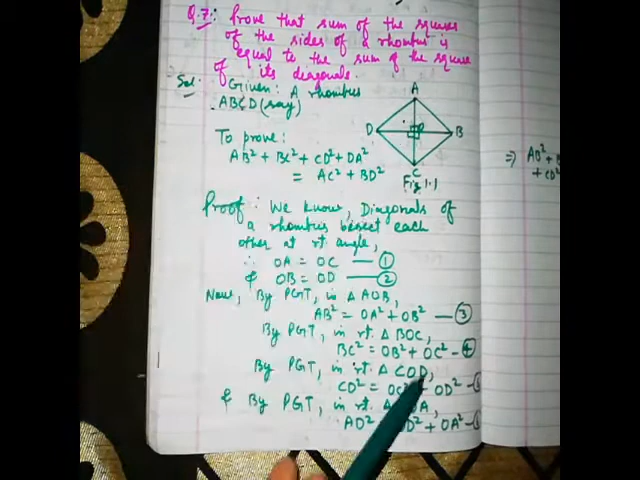 Q.7: Prove that sum of the squares
of the sides of a rhombus is
equal to the sum of the square
of its diagonals.
Sol: Given: A rhombus
ABCD (say)
A
D
B
C
Fig 1.1
To prove:
AB² + BC² + CD² + DA²
= AC² + BD²
Proof: We know, Diagonals of
a rhombus bisect each
other at rt angle,
∴ OA = OC — ①
& OB = OD — ②
Now, By PGT, in △ AOB,
AB² = OA² + OB² — ③
By PGT, in rt. △ BOC,
BC² = OB² + OC² — ④
By PGT, in rt. △ COD,
CD² = OC² + OD² —
& By PGT, in rt. △ OA,
AD² D² + OA² —
⇒ AB² +
+ CD²